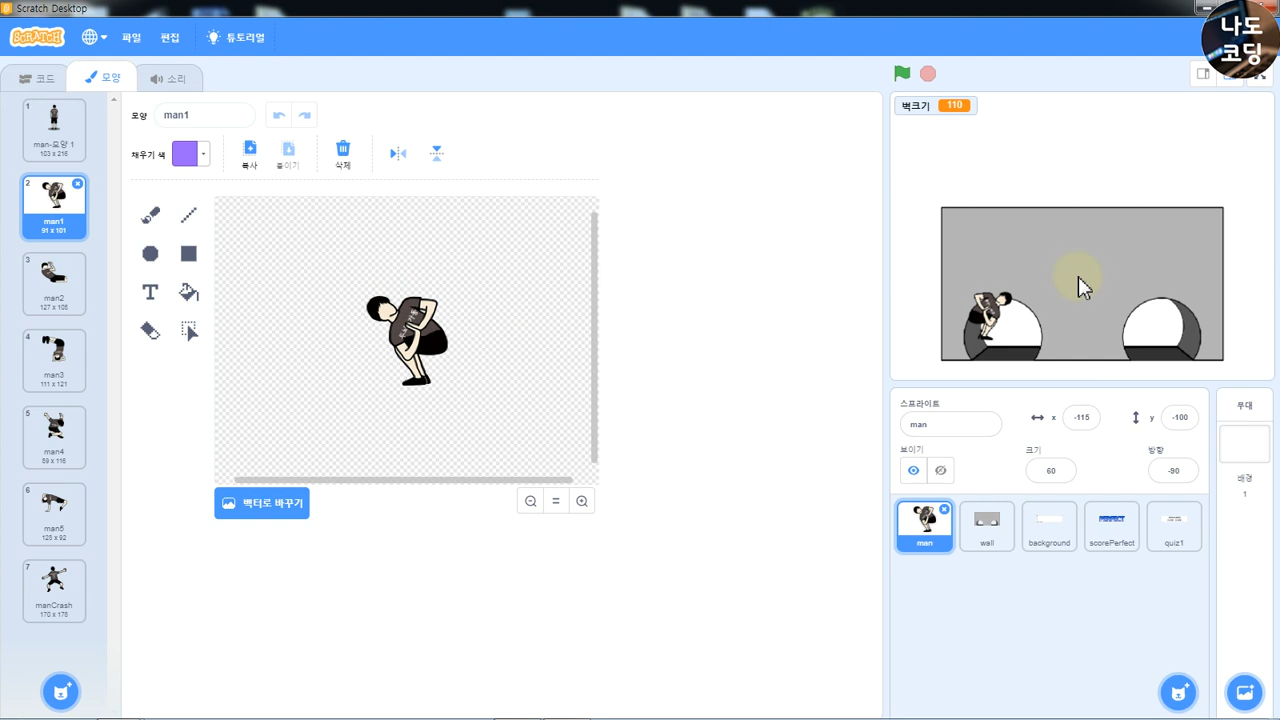 Scratch Desktop
SCRATCH
파일
편집
튜토리얼
나도
코딩
코드
모양
소리
1
man-모양 1
103 x 216
2
man1
91 x 101
3
man2
127 x 108
4
man3
111 x 121
5
man4
89 x 116
6
man5
128 x 92
7
manCrash
170 x 178
모양
man1
채우기 색
복사
붙이기
삭제
벡터로 바꾸기
벽크기
110
스프라이트
man
x
-115
y
-100
보이기
크기
60
방향
-90
man
wall
background
PERFECT
scorePerfect
quiz1
무대
배경
1